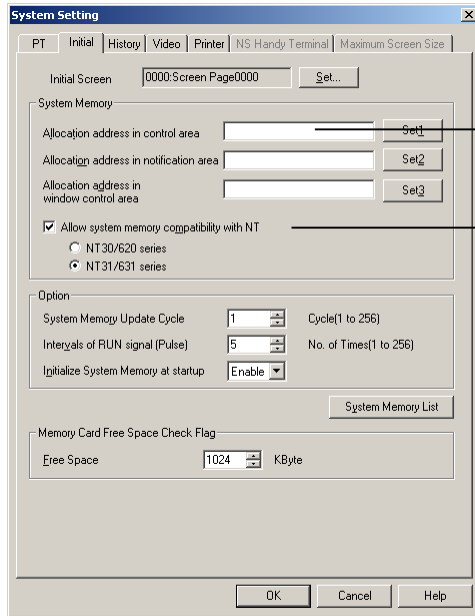 System Setting
PT Initial History Video Printer NS Handy Terminal Maximum Screen Size
Initial Screen 0000:Screen Page0000 Set...
System Memory
Allocation address in control area Set1
Allocation address in notification area Set2
Allocation address in
window control area Set3
Allow system memory compatibility with NT
NT30/620 series
NT31/631 series
Option
System Memory Update Cycle 1 Cycle(1 to 256)
Intervals of RUN signal (Pulse) 5 No. of Times(1 to 256)
Initialize System Memory at startup Enable
System Memory List
Memory Card Free Space Check Flag
Free Space 1024 KByte
OK Cancel Help